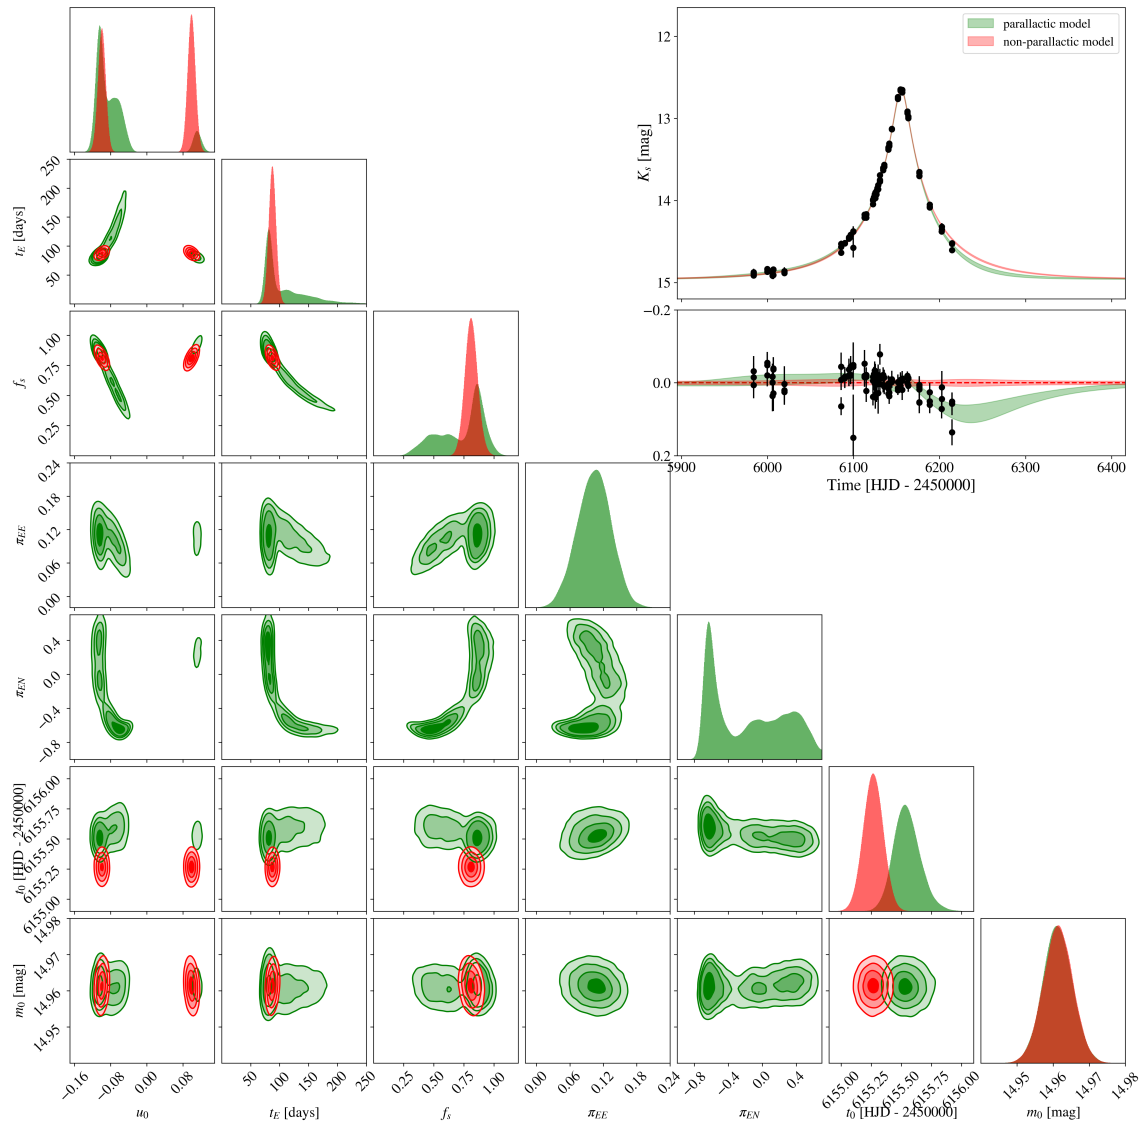 parallactic model
non-parallactic model
12
13
14
15
K_s [mag]
−0.2
0.0
0.2
5900 6000 6100 6200 6300 6400
Time [HJD - 2450000]
250
200
150
100
50
t_E [days]
1.00
0.75
0.50
0.25
f_s
0.24
0.18
0.12
0.06
0.00
π_EE
0.4
0.0
−0.4
−0.8
π_EN
6156.00
6155.75
6155.50
6155.25
6155.00
t_0 [HJD - 2450000]
14.98
14.97
14.96
14.95
m_0 [mag]
−0.16 −0.08 0.00 0.08
u_0
50 100 150 200 250
t_E [days]
0.25 0.50 0.75 1.00
f_s
0.00 0.06 0.12 0.18 0.24
π_EE
−0.8 −0.4 0.0 0.4
π_EN
6155.00 6155.25 6155.50 6155.75 6156.00
t_0 [HJD - 2450000]
14.95 14.96 14.97 14.98
m_0 [mag]